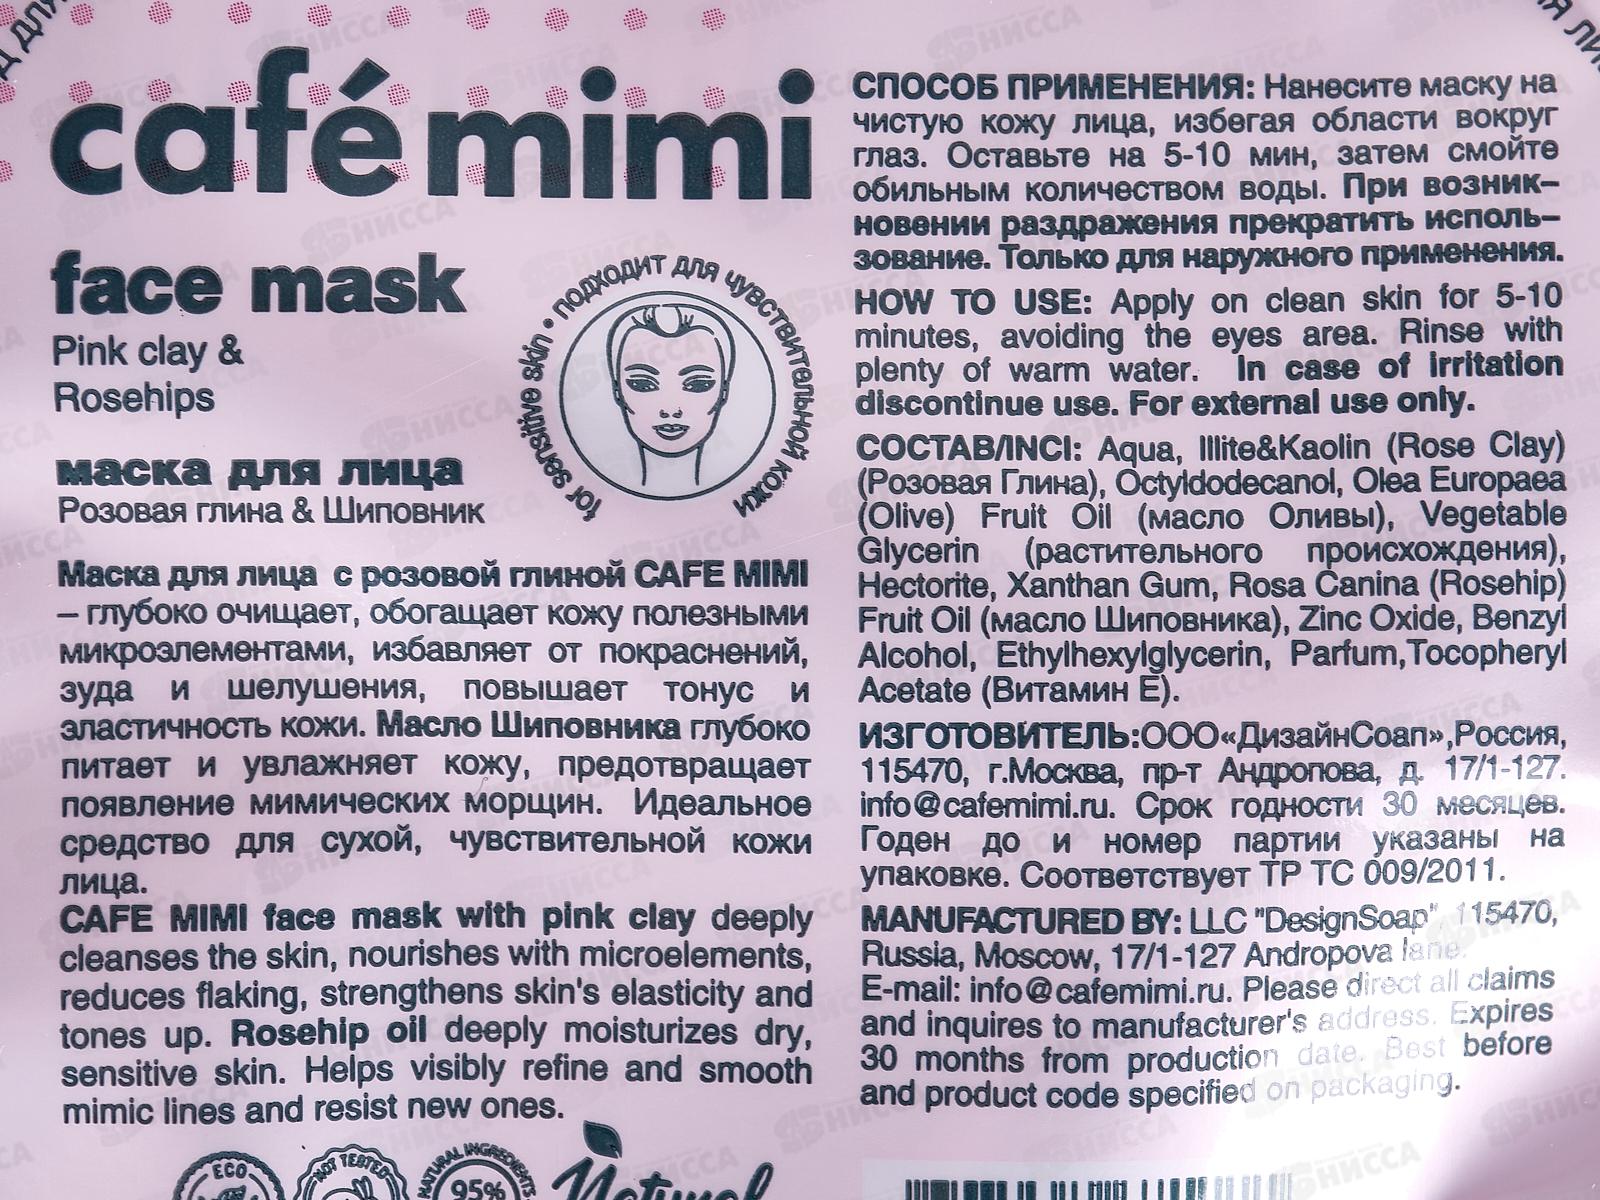 café mimi
face mask
Pink clay &
Rosehips
for sensitive skin • подходит для чувствительной кожи
маска для лица
Розовая глина & Шиповник
Маска для лица с розовой глиной CAFE MIMI
– глубоко очищает, обогащает кожу полезными
микроэлементами, избавляет от покраснений,
зуда и шелушения, повышает тонус и
эластичность кожи. Масло Шиповника глубоко
питает и увлажняет кожу, предотвращает
появление мимических морщин. Идеальное
средство для сухой, чувствительной кожи
лица.
CAFE MIMI face mask with pink clay deeply
cleanses the skin, nourishes with microelements,
reduces flaking, strengthens skin's elasticity and
tones up. Rosehip oil deeply moisturizes dry,
sensitive skin. Helps visibly refine and smooth
mimic lines and resist new ones.
ECO
NOT TESTED
NATURAL INGREDIENTS
95%
Natural
СПОСОБ ПРИМЕНЕНИЯ: Нанесите маску на
чистую кожу лица, избегая области вокруг
глаз. Оставьте на 5-10 мин, затем смойте
обильным количеством воды. При возник–
новении раздражения прекратить исполь–
зование. Только для наружного применения.
HOW TO USE: Apply on clean skin for 5-10
minutes, avoiding the eyes area. Rinse with
plenty of warm water. In case of irritation
discontinue use. For external use only.
СОСТАВ/INCI: Aqua, Illite&Kaolin (Rose Clay)
(Розовая Глина), Octyldodecanol, Olea Europaea
(Olive) Fruit Oil (масло Оливы), Vegetable
Glycerin (растительного происхождения),
Hectorite, Xanthan Gum, Rosa Canina (Rosehip)
Fruit Oil (масло Шиповника), Zinc Oxide, Benzyl
Alcohol, Ethylhexylglycerin, Parfum,Tocopheryl
Acetate (Витамин Е).
ИЗГОТОВИТЕЛЬ:ООО«ДизайнСоап»,Россия,
115470, г.Москва, пр-т Андропова, д. 17/1-127.
info@cafemimi.ru. Срок годности 30 месяцев.
Годен до и номер партии указаны на
упаковке. Соответствует ТР ТС 009/2011.
MANUFACTURED BY: LLC "DesignSoap" 115470,
Russia, Moscow, 17/1-127 Andropova lane.
E-mail: info@cafemimi.ru. Please direct all claims
and inquires to manufacturer's address. Expires
30 months from production date. Best before
and product code specified on packaging.